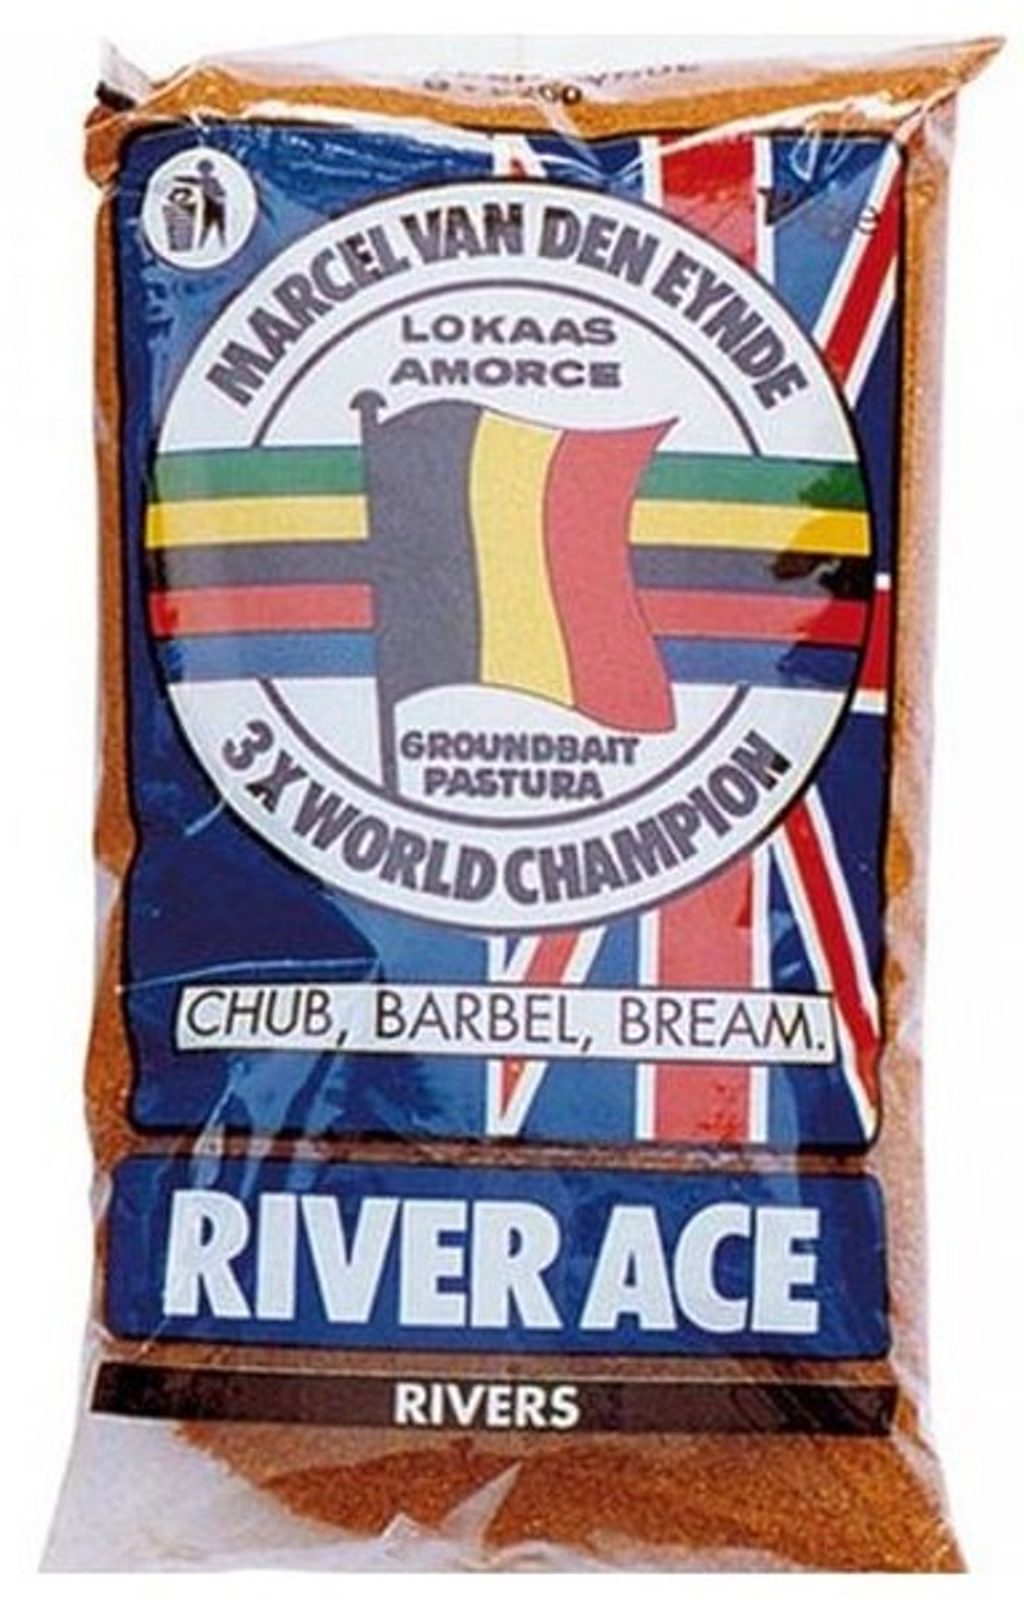 MARCEL VAN DEN EYNDE
LOKAAS
AMORCE
GROUNDBAIT
PASTURA
3 X WORLD CHAMPION
CHUB, BARBEL, BREAM.
RIVER ACE
RIVERS